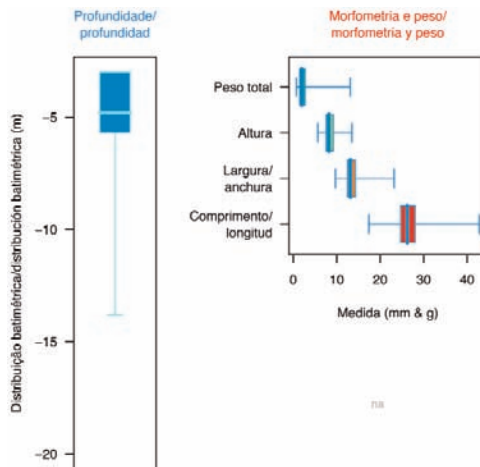 Profundidade/
profundidad
Distribuição batimétrica/distribución batimétrica (m)
−5
−10
−15
−20
Morfometria e peso/
morfometría y peso
Peso total
Altura
Largura/
anchura
Comprimento/
longitud
0 10 20 30 40
Medida (mm & g)
na